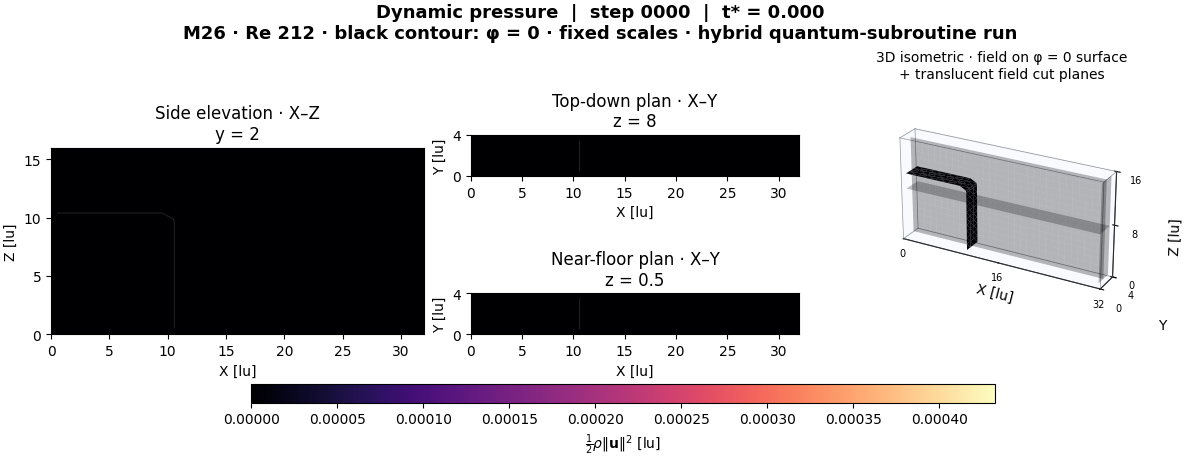 Dynamic pressure | step 0000 | t* = 0.000
M26 · Re 212 · black contour: φ = 0 · fixed scales · hybrid quantum-subroutine run
3D isometric · field on φ = 0 surface
+ translucent field cut planes
Side elevation · X–Z
y = 2
Top-down plan · X–Y
z = 8
15
10
5
0
Z [lu]
0 5 10 15 20 25 30
X [lu]
4
0
Y [lu]
0 5 10 15 20 25 30
X [lu]
Near-floor plan · X–Y
z = 0.5
4
0
Y [lu]
0 5 10 15 20 25 30
X [lu]
16
8
0
Z [lu]
0
16
32
X [lu]
4
0
Y
0.00000 0.00005 0.00010 0.00015 0.00020 0.00025 0.00030 0.00035 0.00040
½ρ‖u‖² [lu]